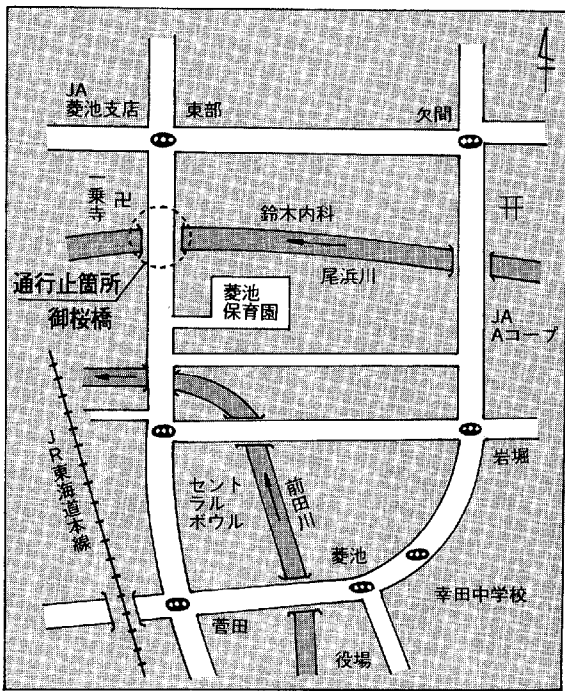 JA
菱池支店
東部
欠間
一乗寺
卍
鈴木内科
尾浜川
通行止箇所
御桜橋
菱池
保育園
JA
Aコープ
JR東海道本線
岩堀
セント
ラル
ボウル
前田川
菱池
幸田中学校
菅田
役場